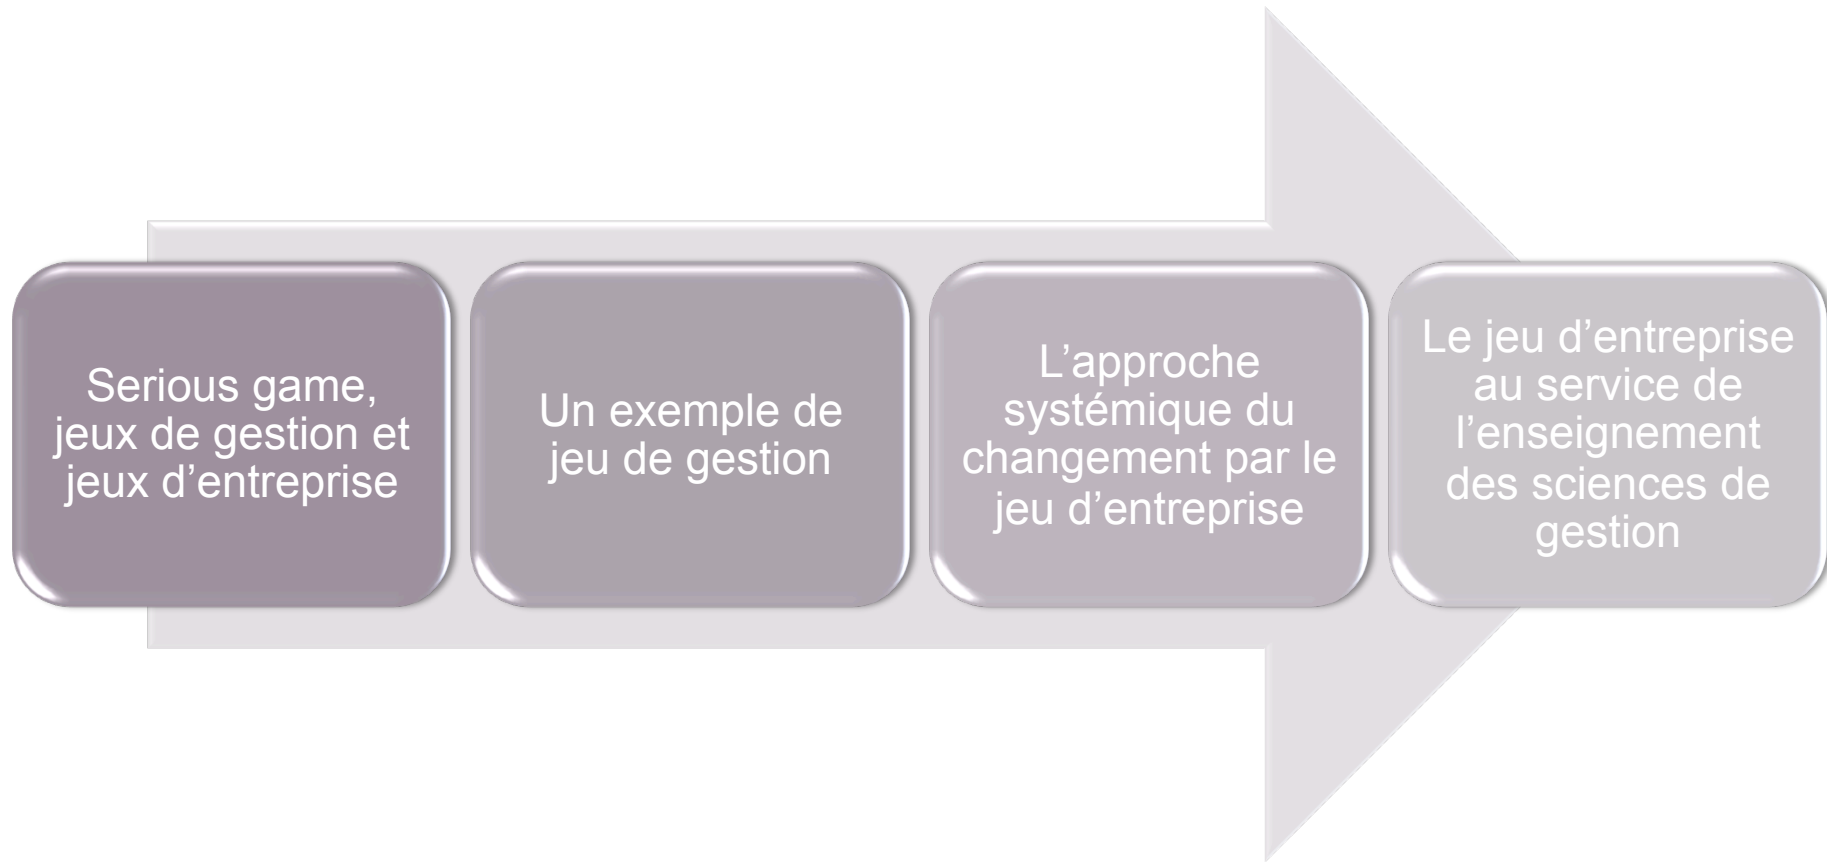 Serious game,
jeux de gestion et
jeux d’entreprise
Un exemple de
jeu de gestion
L’approche
systémique du
changement par le
jeu d’entreprise
Le jeu d’entreprise
au service de
l’enseignement
des sciences de
gestion